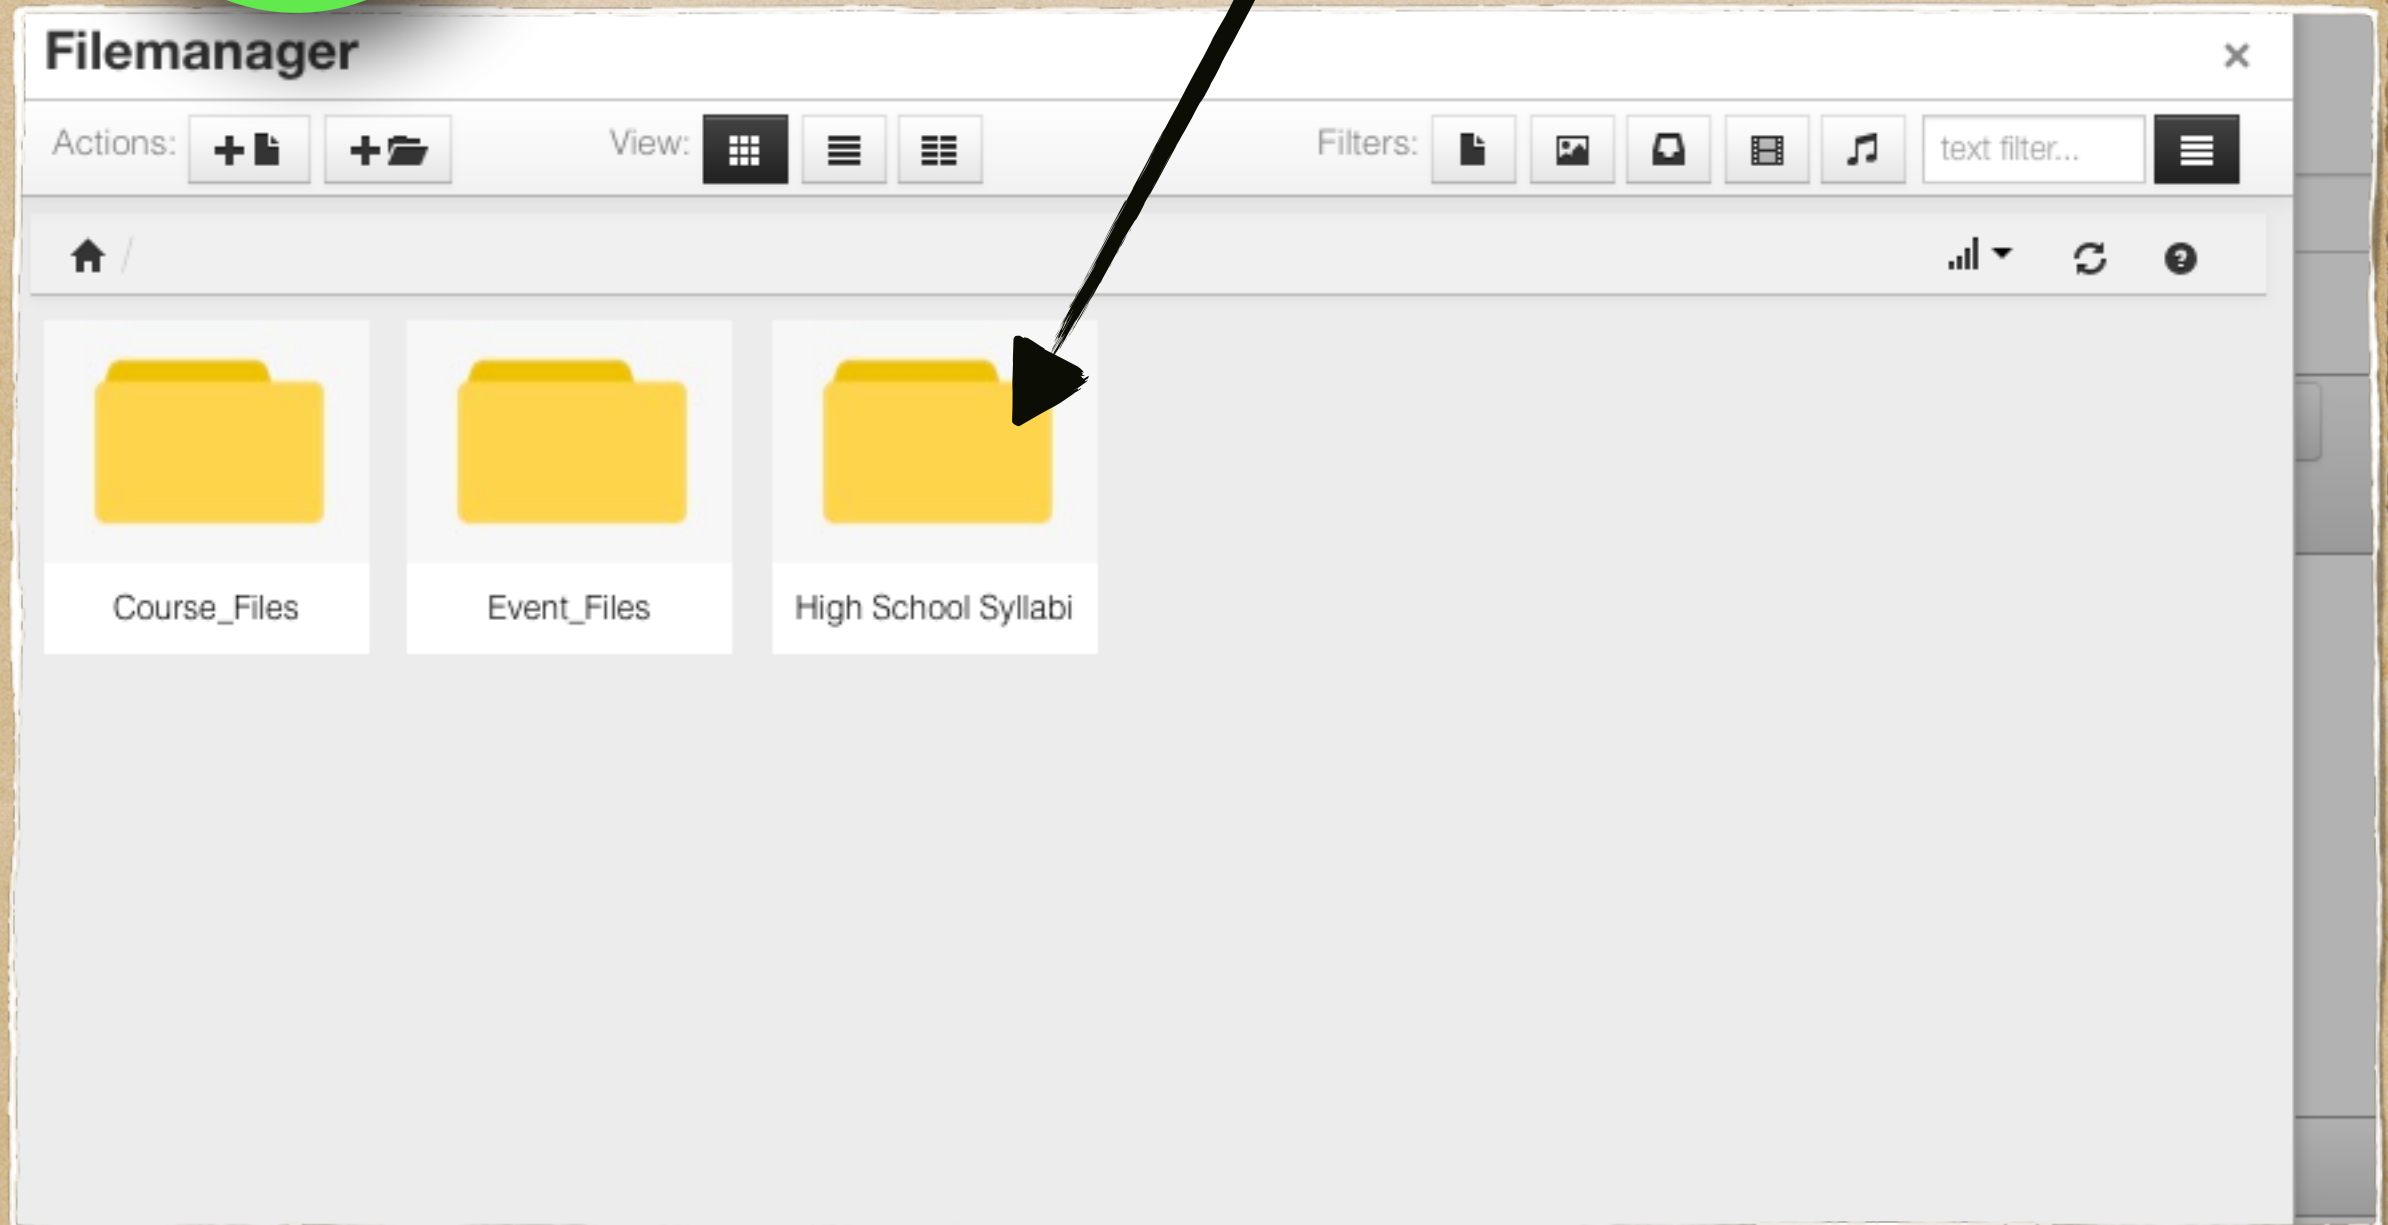 Filemanager
Actions: View: Filters: text filter...
Course_Files Event_Files High School Syllabi